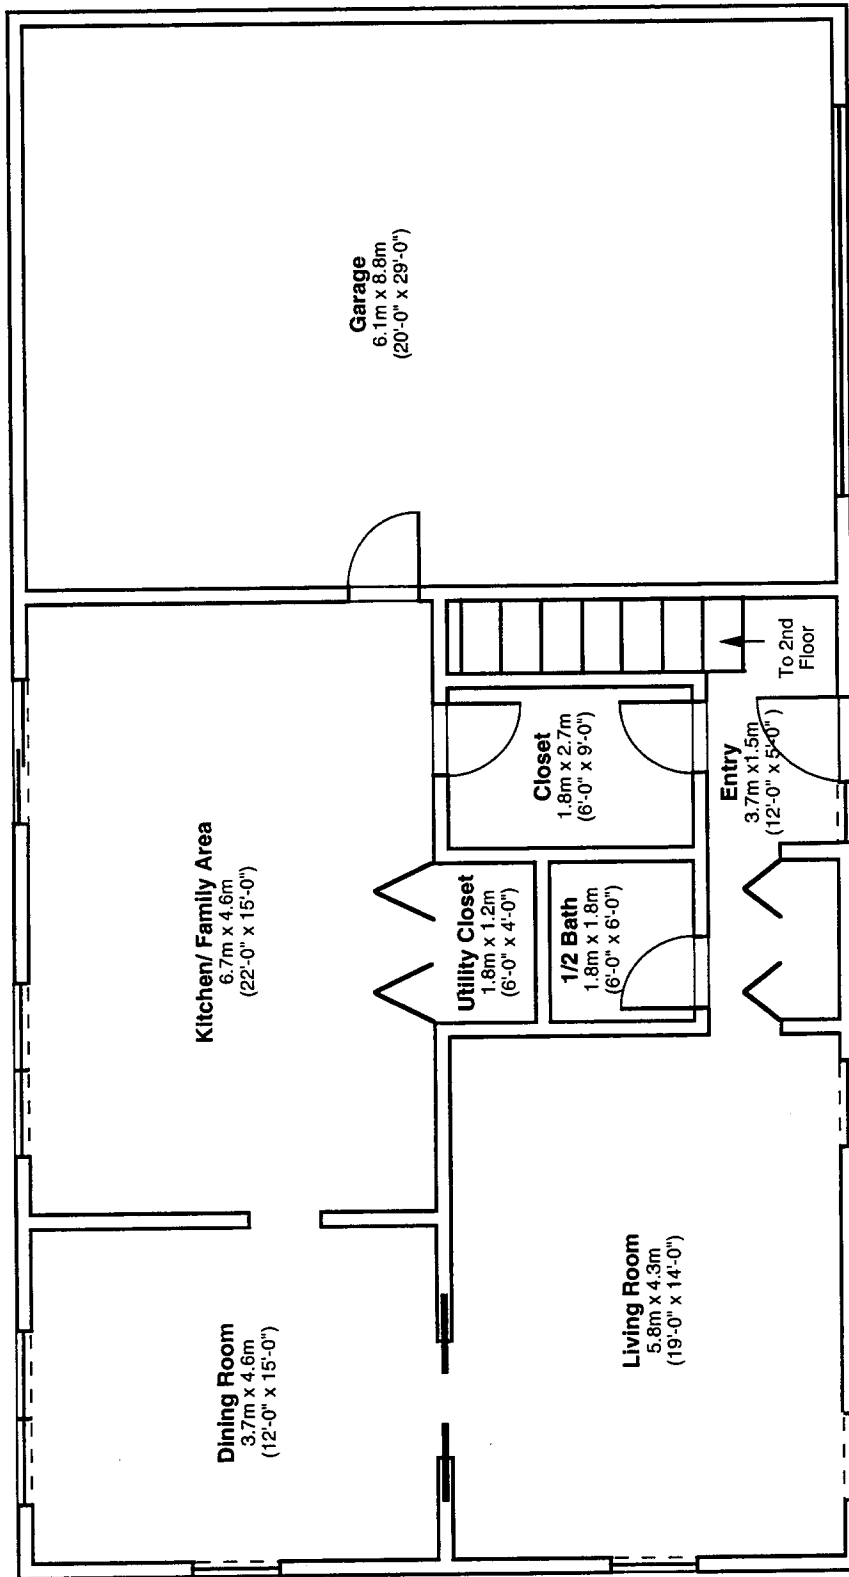 Dining Room
3.7m x 4.6m
(12'-0" x 15'-0")
Kitchen/ Family Area
6.7m x 4.6m
(22'-0" x 15'-0")
Garage
6.1m x 8.8m
(20'-0" x 29'-0")
Utility Closet
1.8m x 1.2m
(6'-0" x 4'-0")
Closet
1.8m x 2.7m
(6'-0" x 9'-0")
1/2 Bath
1.8m x 1.8m
(6'-0" x 6'-0")
Living Room
5.8m x 4.3m
(19'-0" x 14'-0")
Entry
3.7m x1.5m
(12'-0" x 5'-0" )
To 2nd
Floor